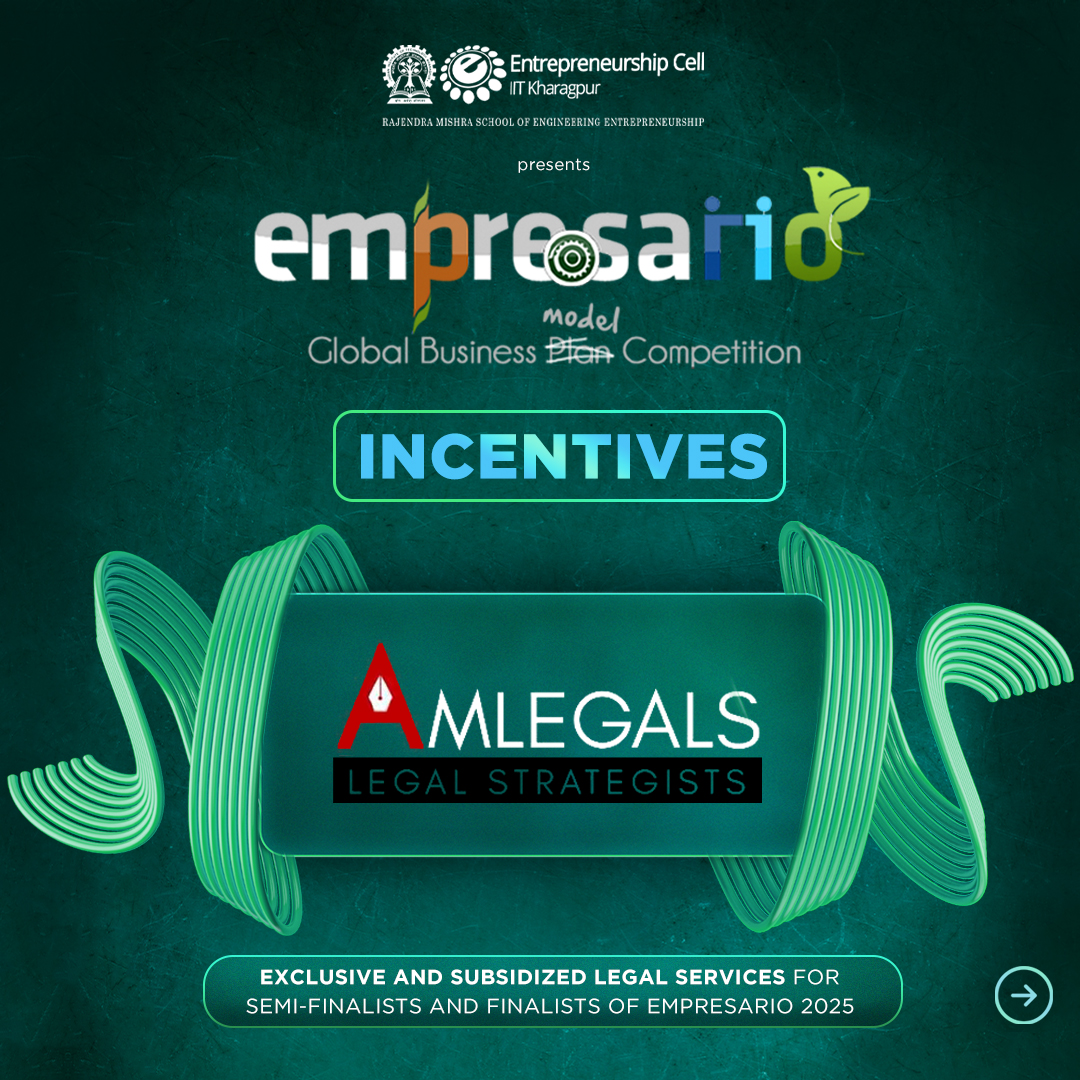 Entrepreneurship Cell
IIT Kharagpur
RAJENDRA MISHRA SCHOOL OF ENGINEERING ENTREPRENEURSHIP
presents
empresario
model
Global Business Plan Competition
INCENTIVES
AMLEGALS
LEGAL STRATEGISTS
EXCLUSIVE AND SUBSIDIZED LEGAL SERVICES FOR
SEMI-FINALISTS AND FINALISTS OF EMPRESARIO 2025